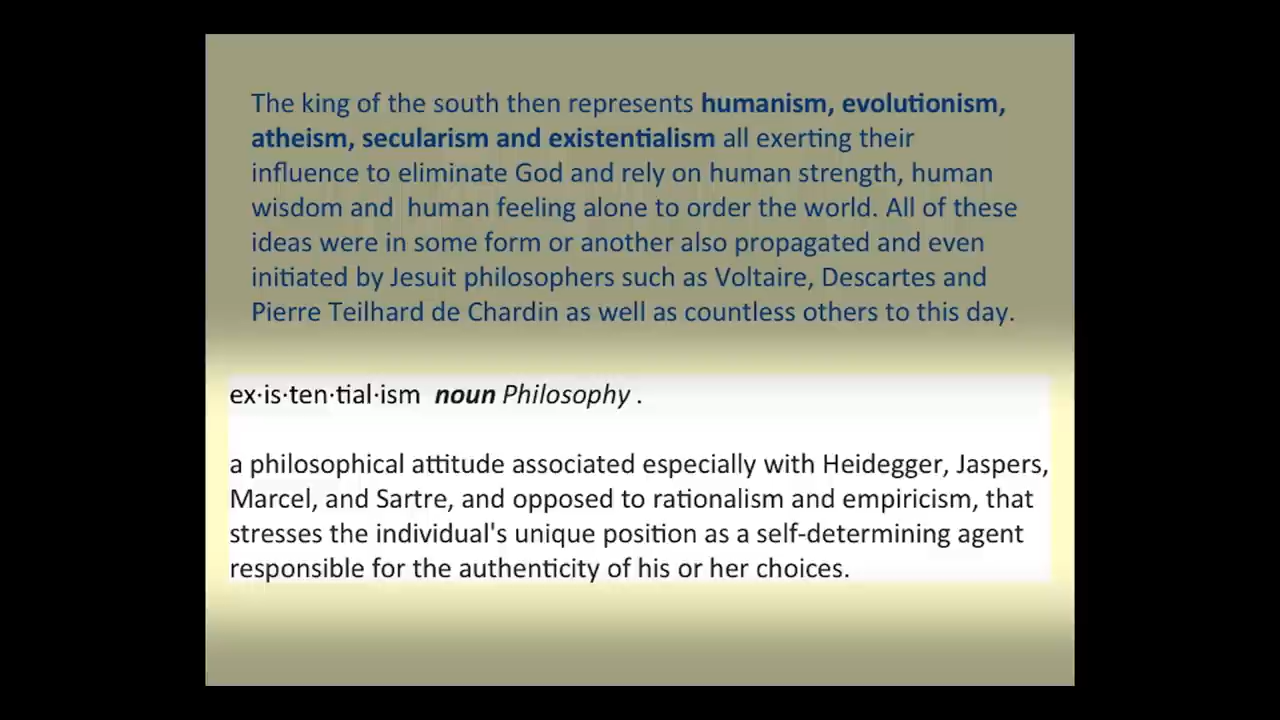 The king of the south then represents humanism, evolutionism,
atheism, secularism and existentialism all exerting their
influence to eliminate God and rely on human strength, human
wisdom and  human feeling alone to order the world. All of these
ideas were in some form or another also propagated and even
initiated by Jesuit philosophers such as Voltaire, Descartes and
Pierre Teilhard de Chardin as well as countless others to this day.
ex·is·ten·tial·ism  noun Philosophy .
a philosophical attitude associated especially with Heidegger, Jaspers,
Marcel, and Sartre, and opposed to rationalism and empiricism, that
stresses the individual's unique position as a self-determining agent
responsible for the authenticity of his or her choices.